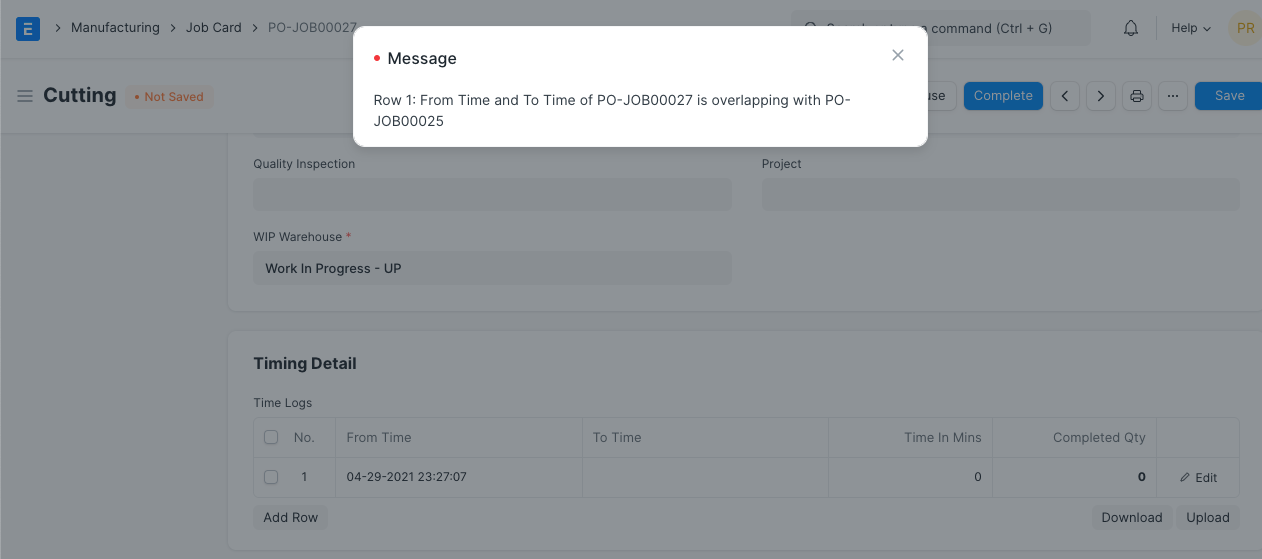 E
Manufacturing
Job Card
PO-JOB00027
command (Ctrl + G)
Help
PR
Cutting
Not Saved
Complete
...
Save
Message
Row 1: From Time and To Time of PO-JOB00027 is overlapping with PO-
JOB00025
Quality Inspection
Project
WIP Warehouse *
Work In Progress - UP
Timing Detail
Time Logs
No. From Time To Time Time In Mins Completed Qty
1 04-29-2021 23:27:07 0 0 Edit
Add Row
Download Upload